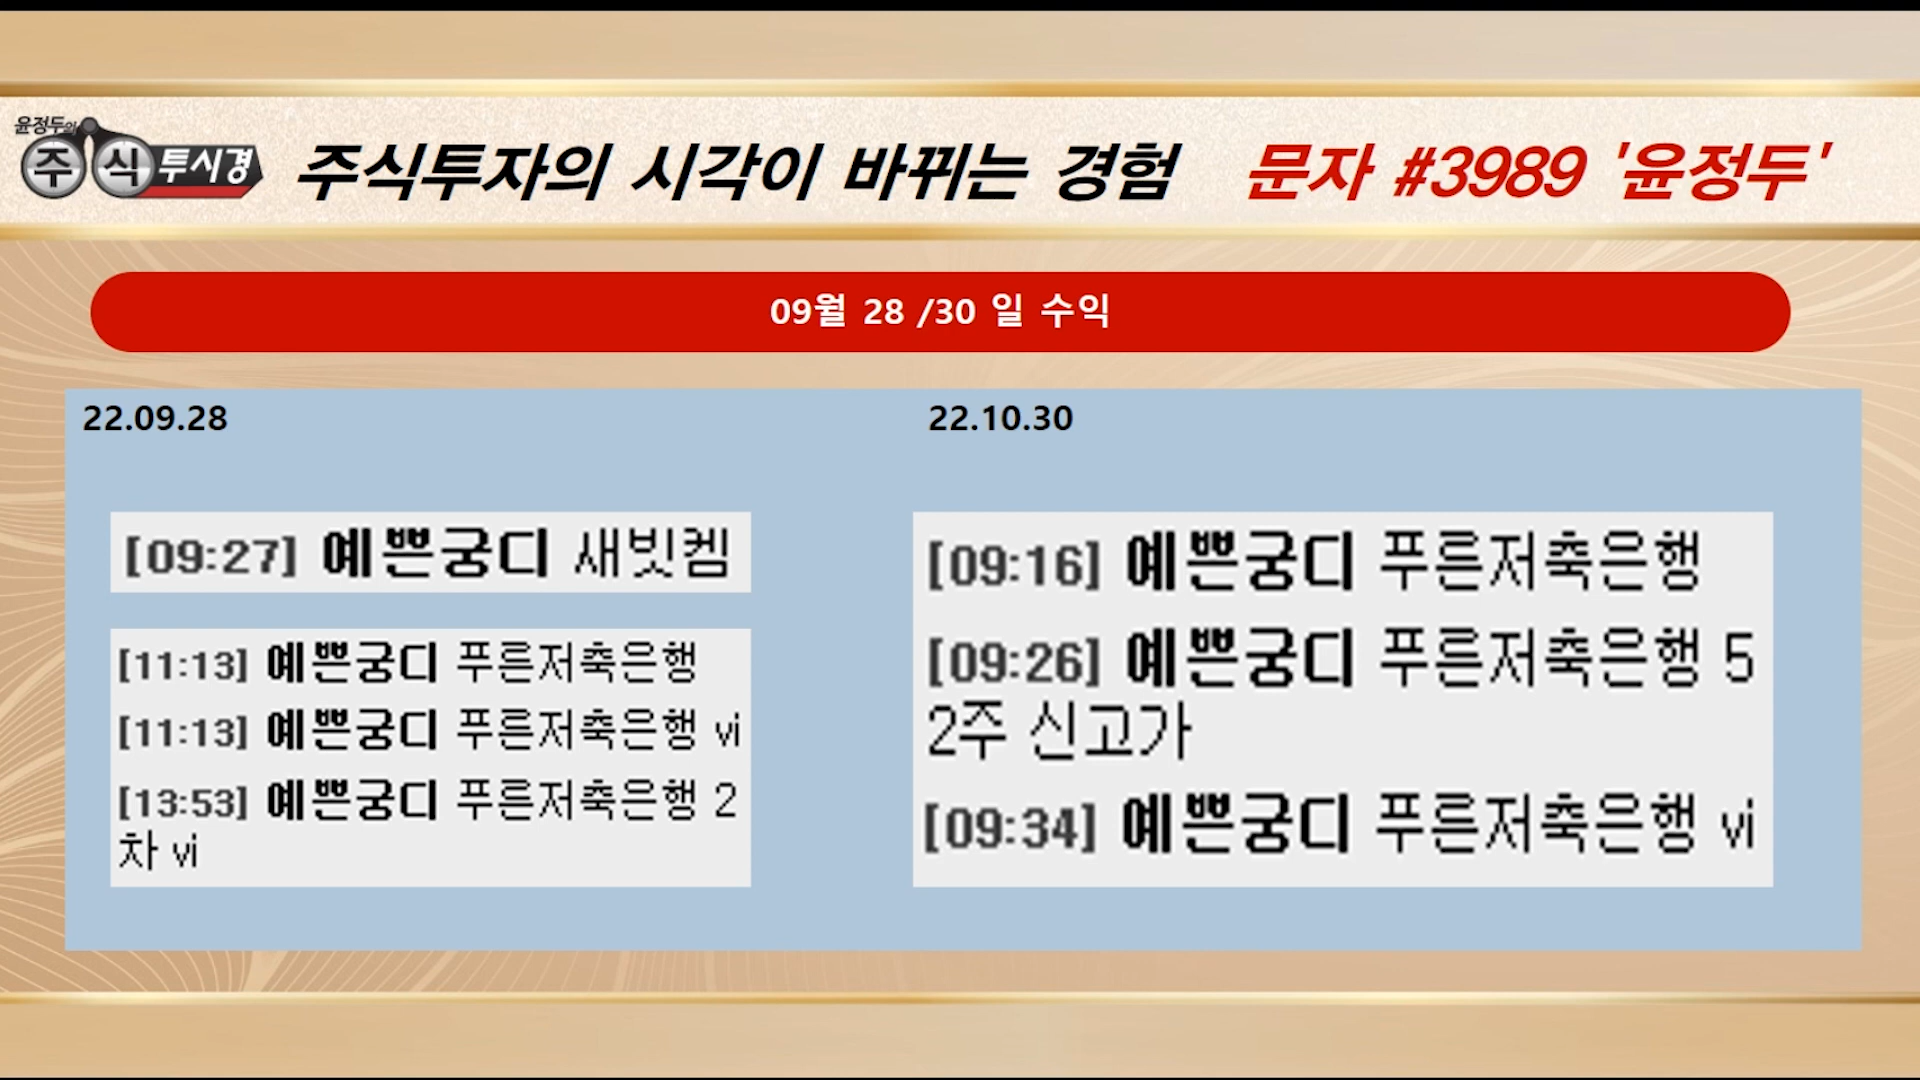 윤정두의
주식투시경
주식투자의 시각이 바뀌는 경험 문자 #3989 '윤정두'
09월 28 /30 일 수익
22.09.28
[09:27] 예쁜궁디 새빗켐
[11:13] 예쁜궁디 푸른저축은행
[11:13] 예쁜궁디 푸른저축은행 vi
[13:53] 예쁜궁디 푸른저축은행 2
차 vi
22.10.30
[09:16] 예쁜궁디 푸른저축은행
[09:26] 예쁜궁디 푸른저축은행 5
2주 신고가
[09:34] 예쁜궁디 푸른저축은행 vi